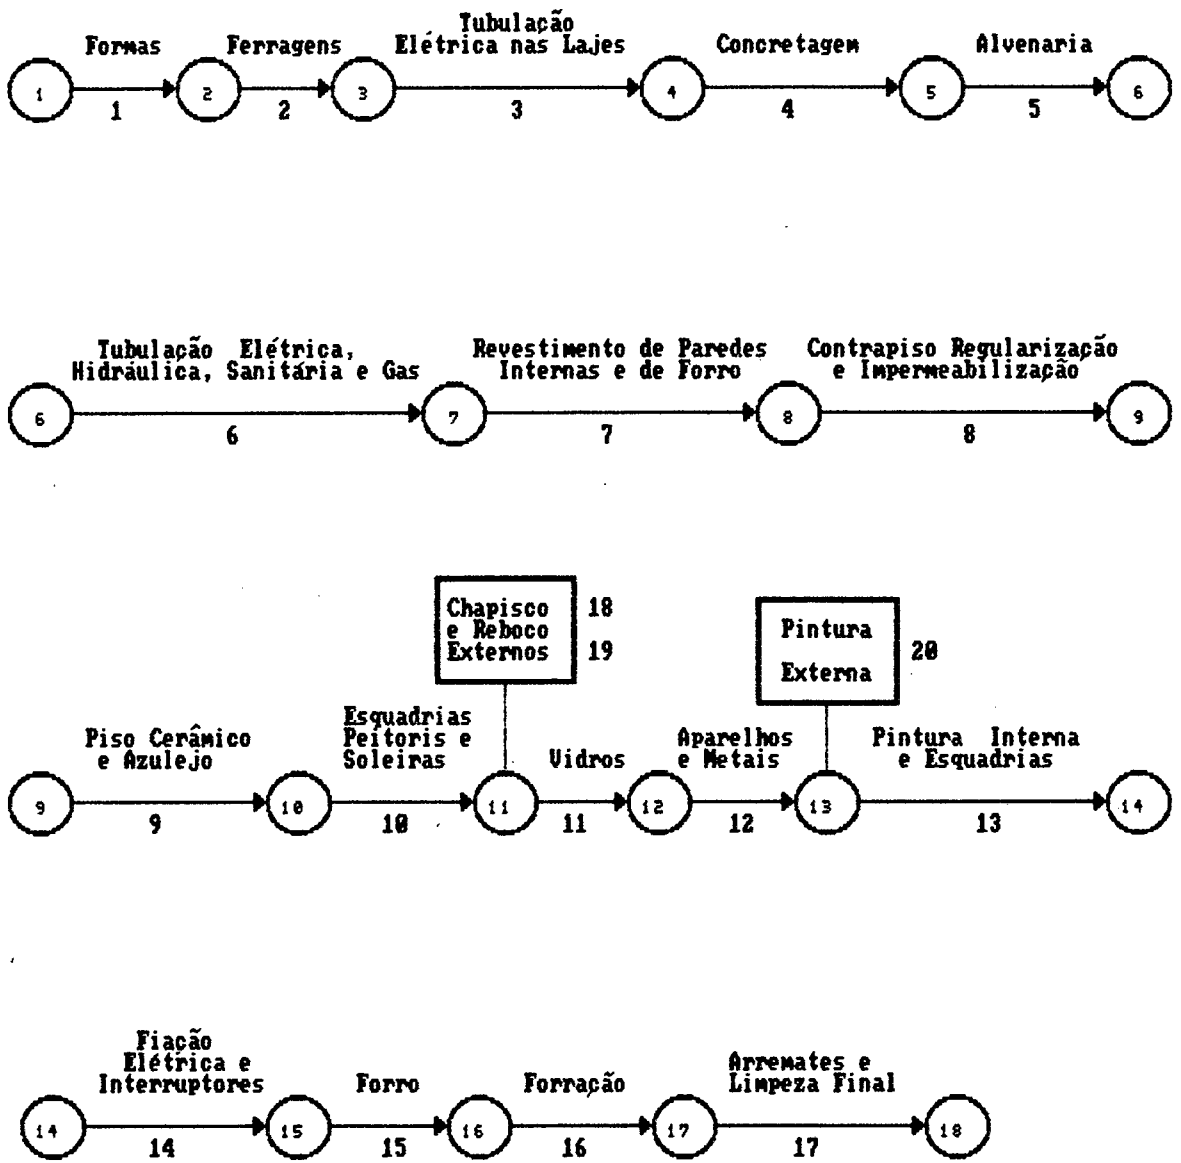 Formas
Ferragens
Tubulação
Elétrica nas Lajes
Concretagem
Alvenaria
1
2
3
4
5
6
1
2
3
4
5
Tubulação Elétrica,
Hidráulica, Sanitária e Gas
Revestimento de Paredes
Internas e de Forro
Contrapiso Regularização
e Impermeabilização
6
7
8
9
6
7
8
Chapisco
e Reboco
Externos
18
19
Pintura
Externa
20
Piso Cerâmico
e Azulejo
Esquadrias
Peitoris e
Soleiras
Vidros
Aparelhos
e Metais
Pintura Interna
e Esquadrias
9
10
11
12
13
14
9
10
11
12
13
Fiação
Elétrica e
Interruptores
Forro
Forração
Arremates e
Limpeza Final
14
15
16
17
18
14
15
16
17